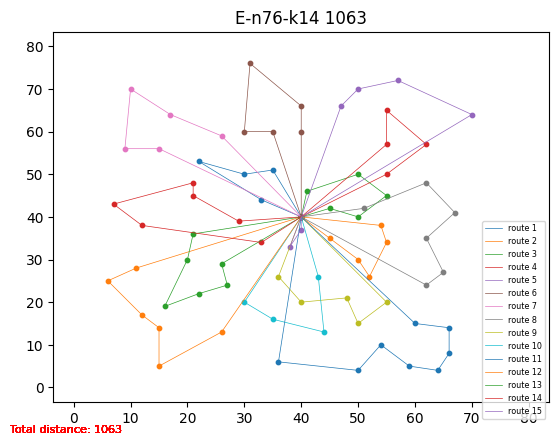 E-n76-k14 1063
80
70
60
50
40
30
20
10
0
0 10 20 30 40 50 60 70 80
route 1
route 2
route 3
route 4
route 5
route 6
route 7
route 8
route 9
route 10
route 11
route 12
route 13
route 14
route 15
Total distance: 1063